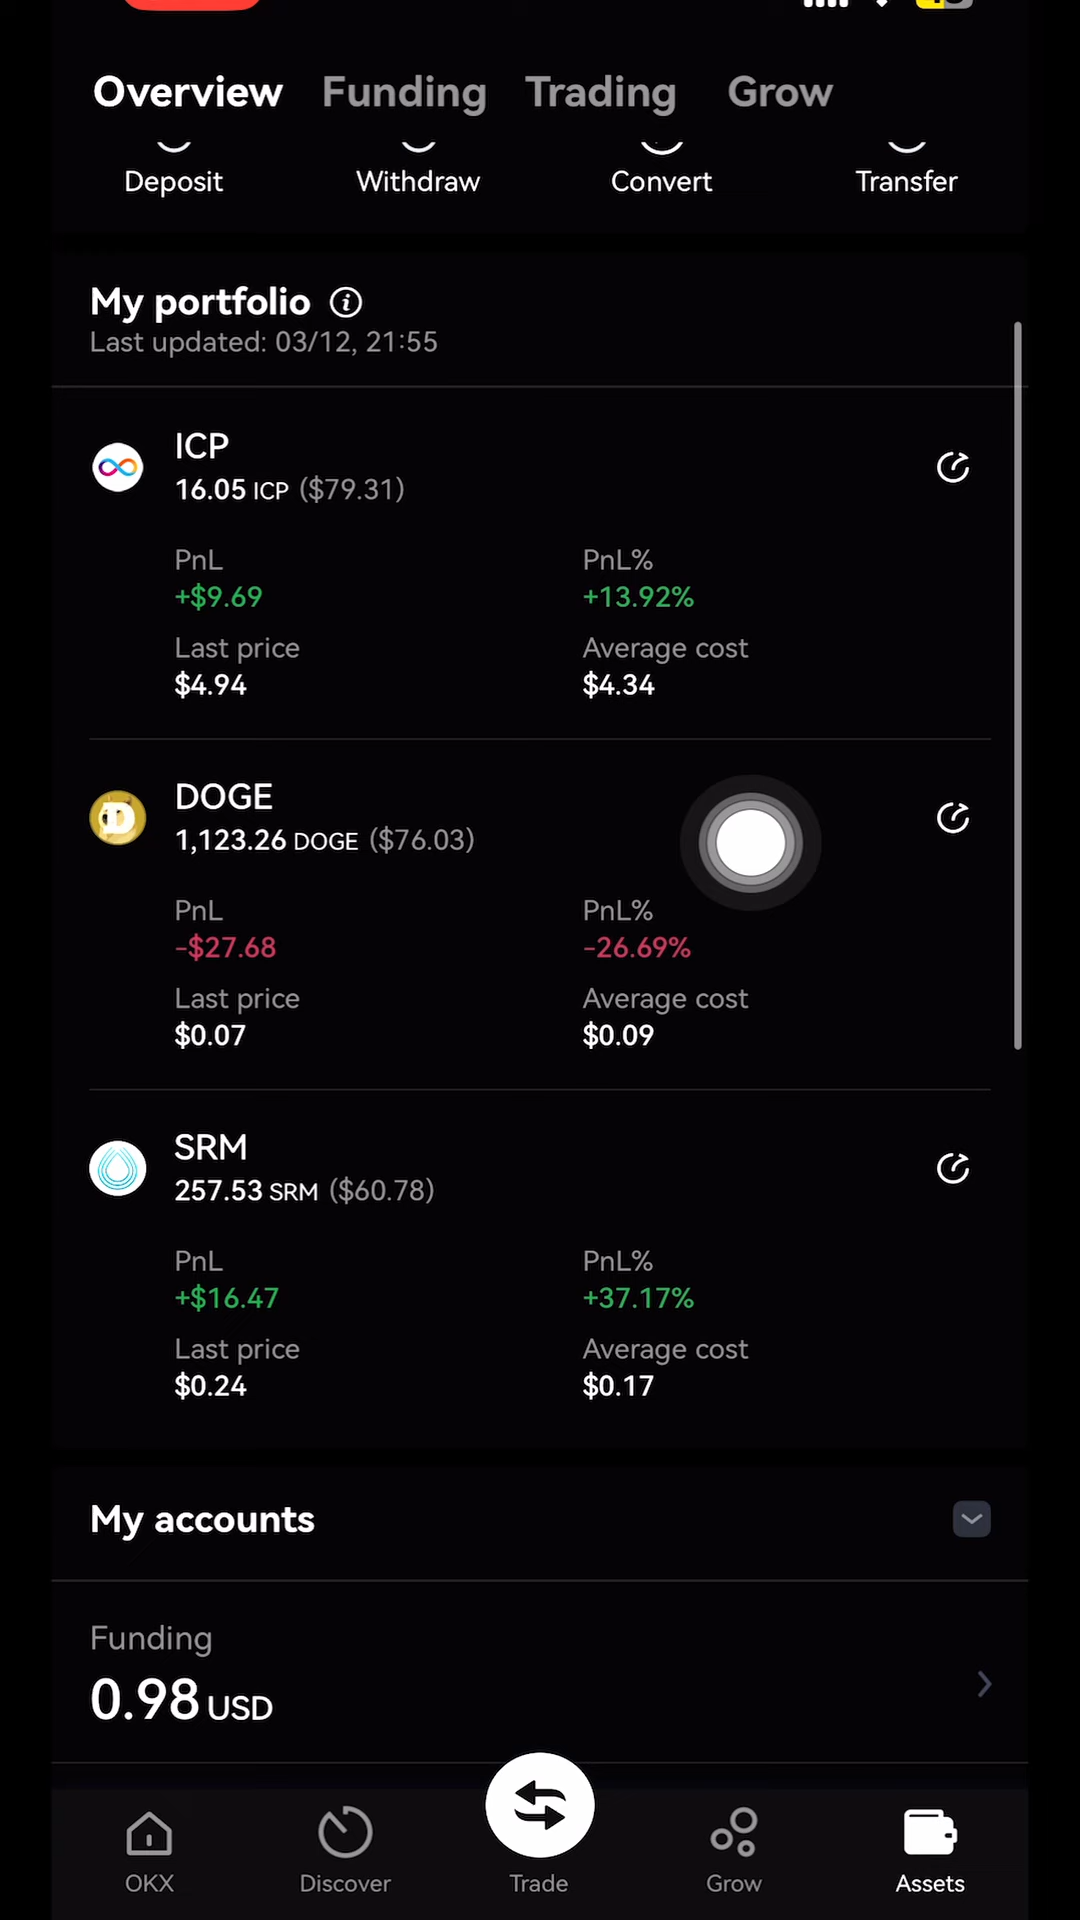 Overview Funding Trading Grow
Deposit Withdraw Convert Transfer
My portfolio
Last updated: 03/12, 21:55
ICP
16.05 ICP ($79.31)
PnL PnL%
+$9.69 +13.92%
Last price Average cost
$4.94 $4.34
DOGE
1,123.26 DOGE ($76.03)
PnL PnL%
-$27.68 -26.69%
Last price Average cost
$0.07 $0.09
SRM
257.53 SRM ($60.78)
PnL PnL%
+$16.47 +37.17%
Last price Average cost
$0.24 $0.17
My accounts
Funding
0.98 USD
OKX Discover Trade Grow Assets